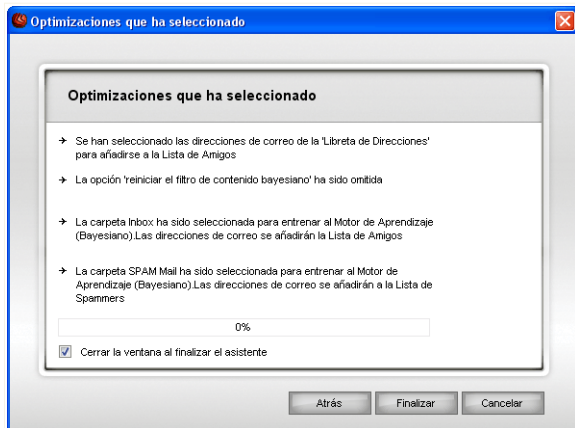 Optimizaciones que ha seleccionado
Optimizaciones que ha seleccionado
Se han seleccionado las direcciones de correo de la 'Libreta de Direcciones'
para añadirse a la Lista de Amigos
La opción 'reiniciar el filtro de contenido bayesiano' ha sido omitida
La carpeta Inbox ha sido seleccionada para entrenar al Motor de Aprendizaje
(Bayesiano).Las direcciones de correo se añadirán la Lista de Amigos
La carpeta SPAM Mail ha sido seleccionada para entrenar al Motor de
Aprendizaje (Bayesiano).Las direcciones de correo se añadirán a la Lista de
Spammers
0%
Cerrar la ventana al finalizar el asistente
Atrás Finalizar Cancelar